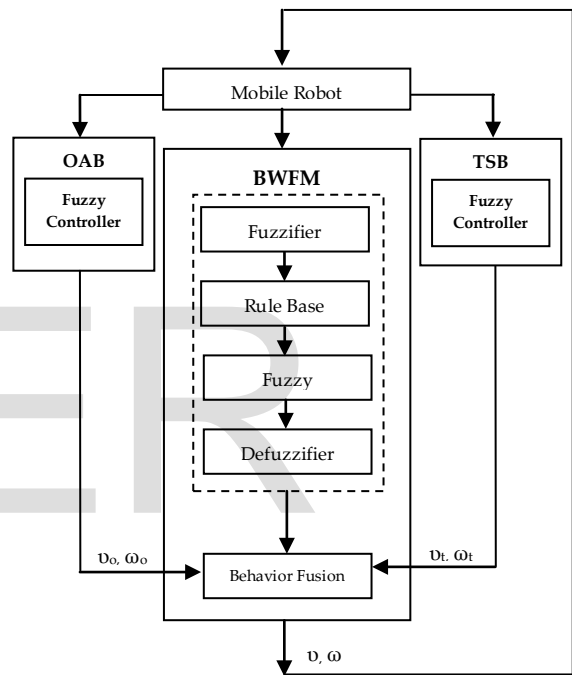 Mobile Robot
OAB
Fuzzy
Controller
BWFM
TSB
Fuzzy
Controller
Fuzzifier
Rule Base
Fuzzy
Defuzzifier
ER
υo, ωo
Behavior Fusion
υt, ωt
υ, ω